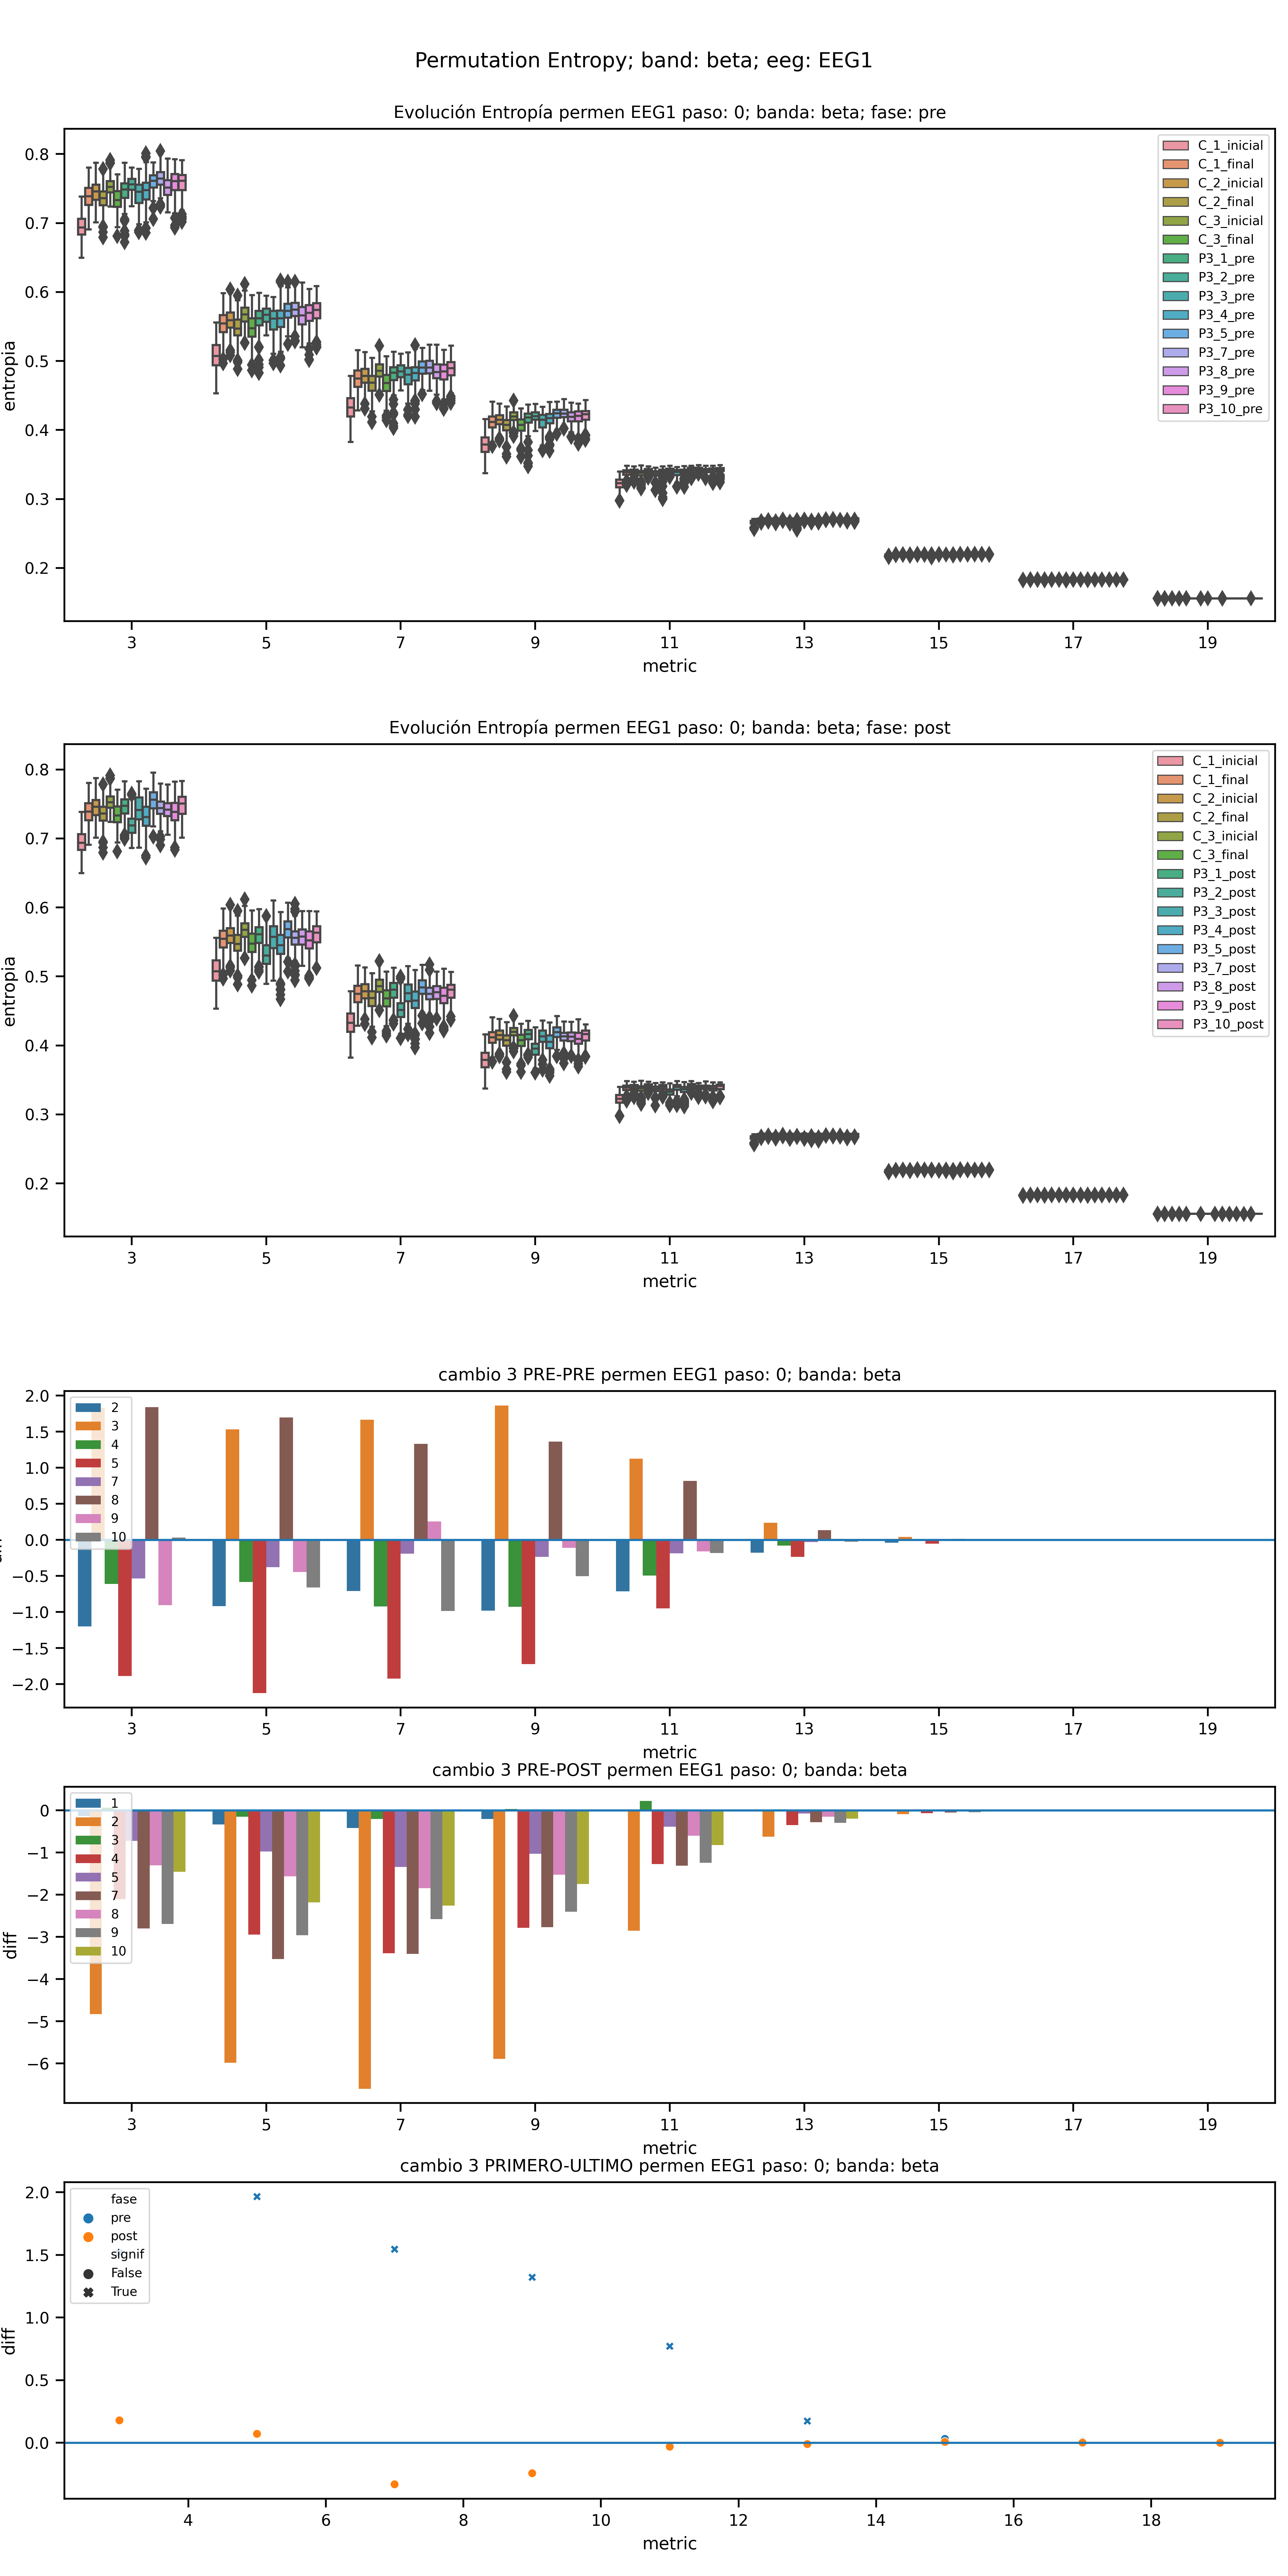 Permutation Entropy; band: beta; eeg: EEG1
Evolución Entropía permen EEG1 paso: 0; banda: beta; fase: pre
0.8
0.7
0.6
0.5
0.4
0.3
0.2
entropia
C_1_inicial
C_1_final
C_2_inicial
C_2_final
C_3_inicial
C_3_final
P3_1_pre
P3_2_pre
P3_3_pre
P3_4_pre
P3_5_pre
P3_7_pre
P3_8_pre
P3_9_pre
P3_10_pre
3 5 7 9 11 13 15 17 19
metric
Evolución Entropía permen EEG1 paso: 0; banda: beta; fase: post
0.8
0.7
0.6
0.5
0.4
0.3
0.2
entropia
C_1_inicial
C_1_final
C_2_inicial
C_2_final
C_3_inicial
C_3_final
P3_1_post
P3_2_post
P3_3_post
P3_4_post
P3_5_post
P3_7_post
P3_8_post
P3_9_post
P3_10_post
3 5 7 9 11 13 15 17 19
metric
cambio 3 PRE-PRE permen EEG1 paso: 0; banda: beta
2.0
1.5
1.0
0.5
0.0
−0.5
−1.0
−1.5
−2.0
2
3
4
5
7
8
9
10
3 5 7 9 11 13 15 17 19
metric
cambio 3 PRE-POST permen EEG1 paso: 0; banda: beta
0
−1
−2
−3
−4
−5
−6
diff
1
2
3
4
5
7
8
9
10
3 5 7 9 11 13 15 17 19
metric
cambio 3 PRIMERO-ULTIMO permen EEG1 paso: 0; banda: beta
2.0
1.5
1.0
0.5
0.0
diff
fase
pre
post
signif
False
True
4 6 8 10 12 14 16 18
metric